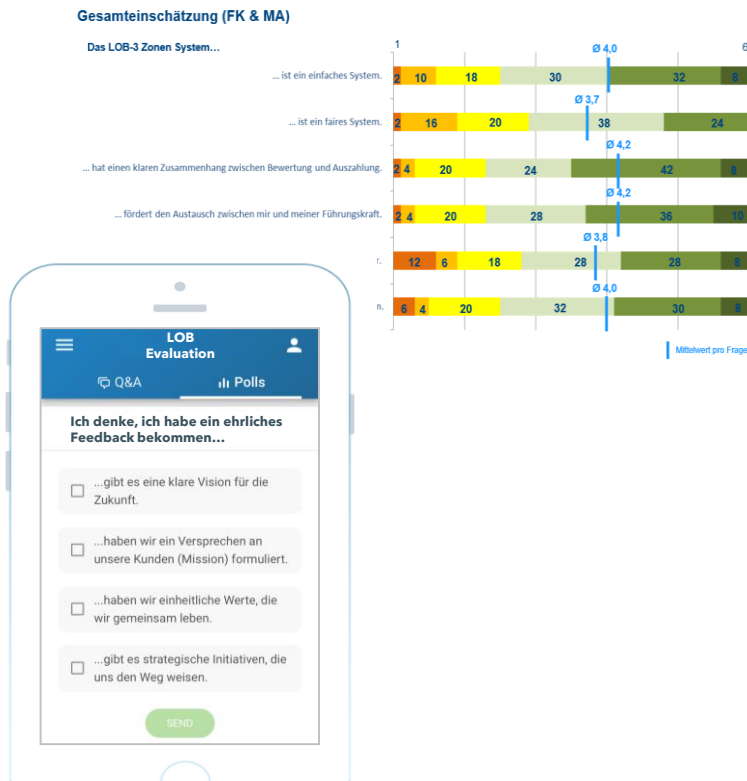 Gesamteinschätzung (FK & MA)
Das LOB-3 Zonen System...
1
6
Ø 4,0
... ist ein einfaches System.
2 10 18 30 32 8
Ø 3,7
... ist ein faires System.
2 16 20 38 24
Ø 4,2
... hat einen klaren Zusammenhang zwischen Bewertung und Auszahlung.
2 4 20 24 42 8
Ø 4,2
... fördert den Austausch zwischen mir und meiner Führungskraft.
2 4 20 28 36 10
Ø 3,8
r.
12 6 18 28 28 8
Ø 4,0
n.
6 4 20 32 30 8
Mittelwert pro Frage
LOB
Evaluation
Q&A
Polls
Ich denke, ich habe ein ehrliches
Feedback bekommen...
...gibt es eine klare Vision für die
Zukunft.
...haben wir ein Versprechen an
unsere Kunden (Mission) formuliert.
...haben wir einheitliche Werte, die
wir gemeinsam leben.
...gibt es strategische Initiativen, die
uns den Weg weisen.
SEND